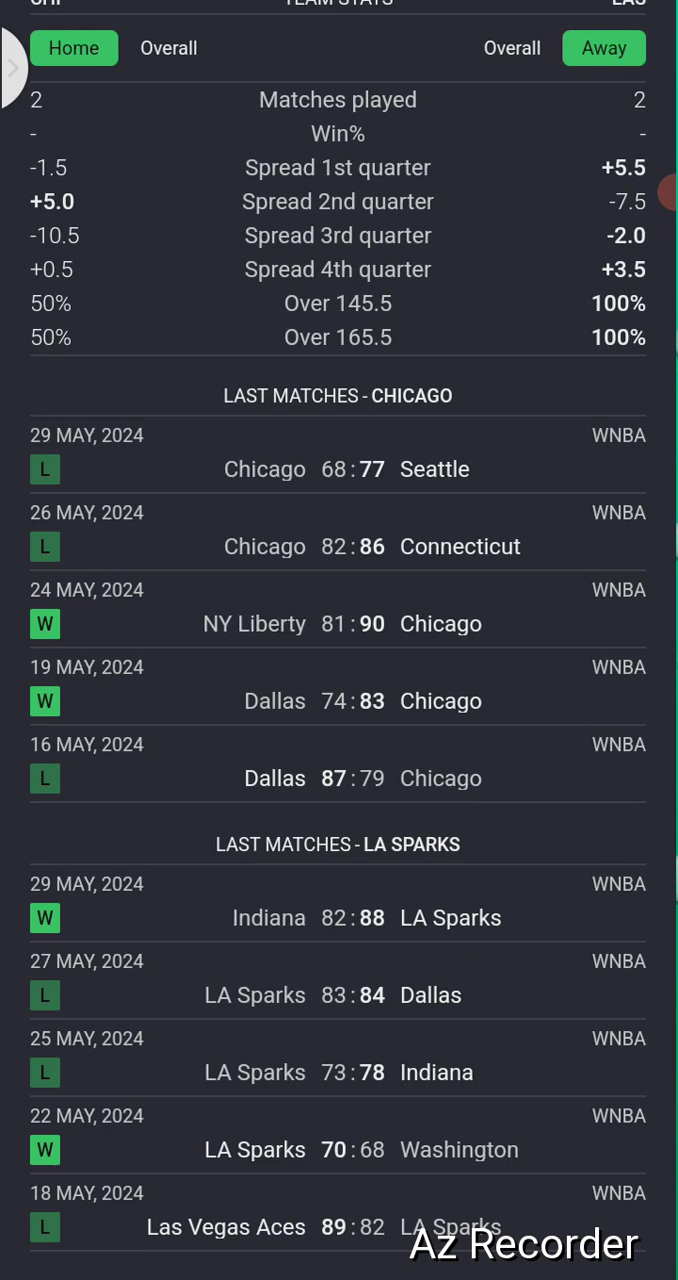 TEAM STATS
Home Overall Overall Away
2 Matches played 2
- Win% -
-1.5 Spread 1st quarter +5.5
+5.0 Spread 2nd quarter -7.5
-10.5 Spread 3rd quarter -2.0
+0.5 Spread 4th quarter +3.5
50% Over 145.5 100%
50% Over 165.5 100%
LAST MATCHES - CHICAGO
29 MAY, 2024 WNBA
L Chicago 68 : 77 Seattle
26 MAY, 2024 WNBA
L Chicago 82 : 86 Connecticut
24 MAY, 2024 WNBA
W NY Liberty 81 : 90 Chicago
19 MAY, 2024 WNBA
W Dallas 74 : 83 Chicago
16 MAY, 2024 WNBA
L Dallas 87 : 79 Chicago
LAST MATCHES - LA SPARKS
29 MAY, 2024 WNBA
W Indiana 82 : 88 LA Sparks
27 MAY, 2024 WNBA
L LA Sparks 83 : 84 Dallas
25 MAY, 2024 WNBA
L LA Sparks 73 : 78 Indiana
22 MAY, 2024 WNBA
W LA Sparks 70 : 68 Washington
18 MAY, 2024 WNBA
L Las Vegas Aces 89 : 82 LA Sparks
Az Recorder